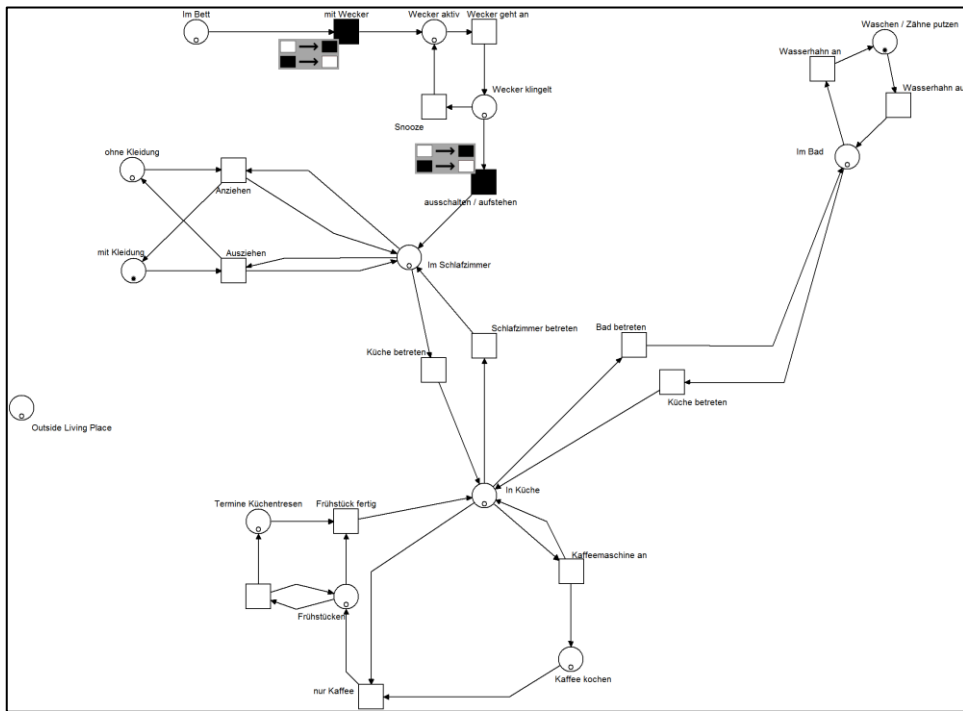 Im Bett
mit Wecker
Wecker aktiv
Wecker geht an
Waschen / Zähne putzen
Wasserhahn an
Wasserhahn au
Wecker klingelt
Snooze
Im Bad
ohne Kleidung
Anziehen
ausschalten / aufstehen
mit Kleidung
Ausziehen
Im Schlafzimmer
Schlafzimmer betreten
Bad betreten
Küche betreten
Küche betreten
Outside Living Place
In Küche
Termine Küchentresen
Frühstück fertig
Kaffeemaschine an
Frühstücken
Kaffee kochen
nur Kaffee